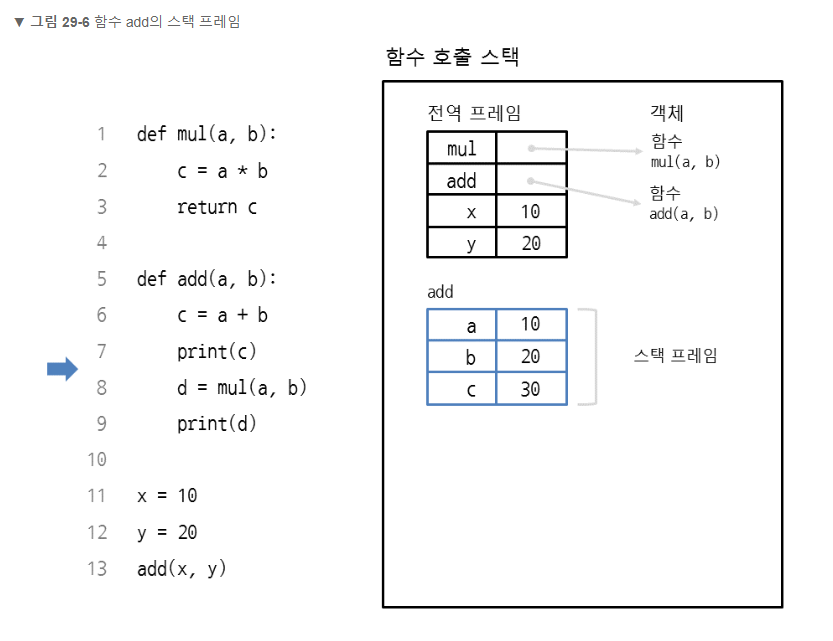 ▼ 그림 29-6 함수 add의 스택 프레임
함수 호출 스택
1 def mul(a, b):
2 c = a * b
3 return c
4
5 def add(a, b):
6 c = a + b
7 print(c)
8 d = mul(a, b)
9 print(d)
10
11 x = 10
12 y = 20
13 add(x, y)
전역 프레임
mul
add
x 10
y 20
객체
함수
mul(a, b)
함수
add(a, b)
add
a 10
b 20
c 30
스택 프레임